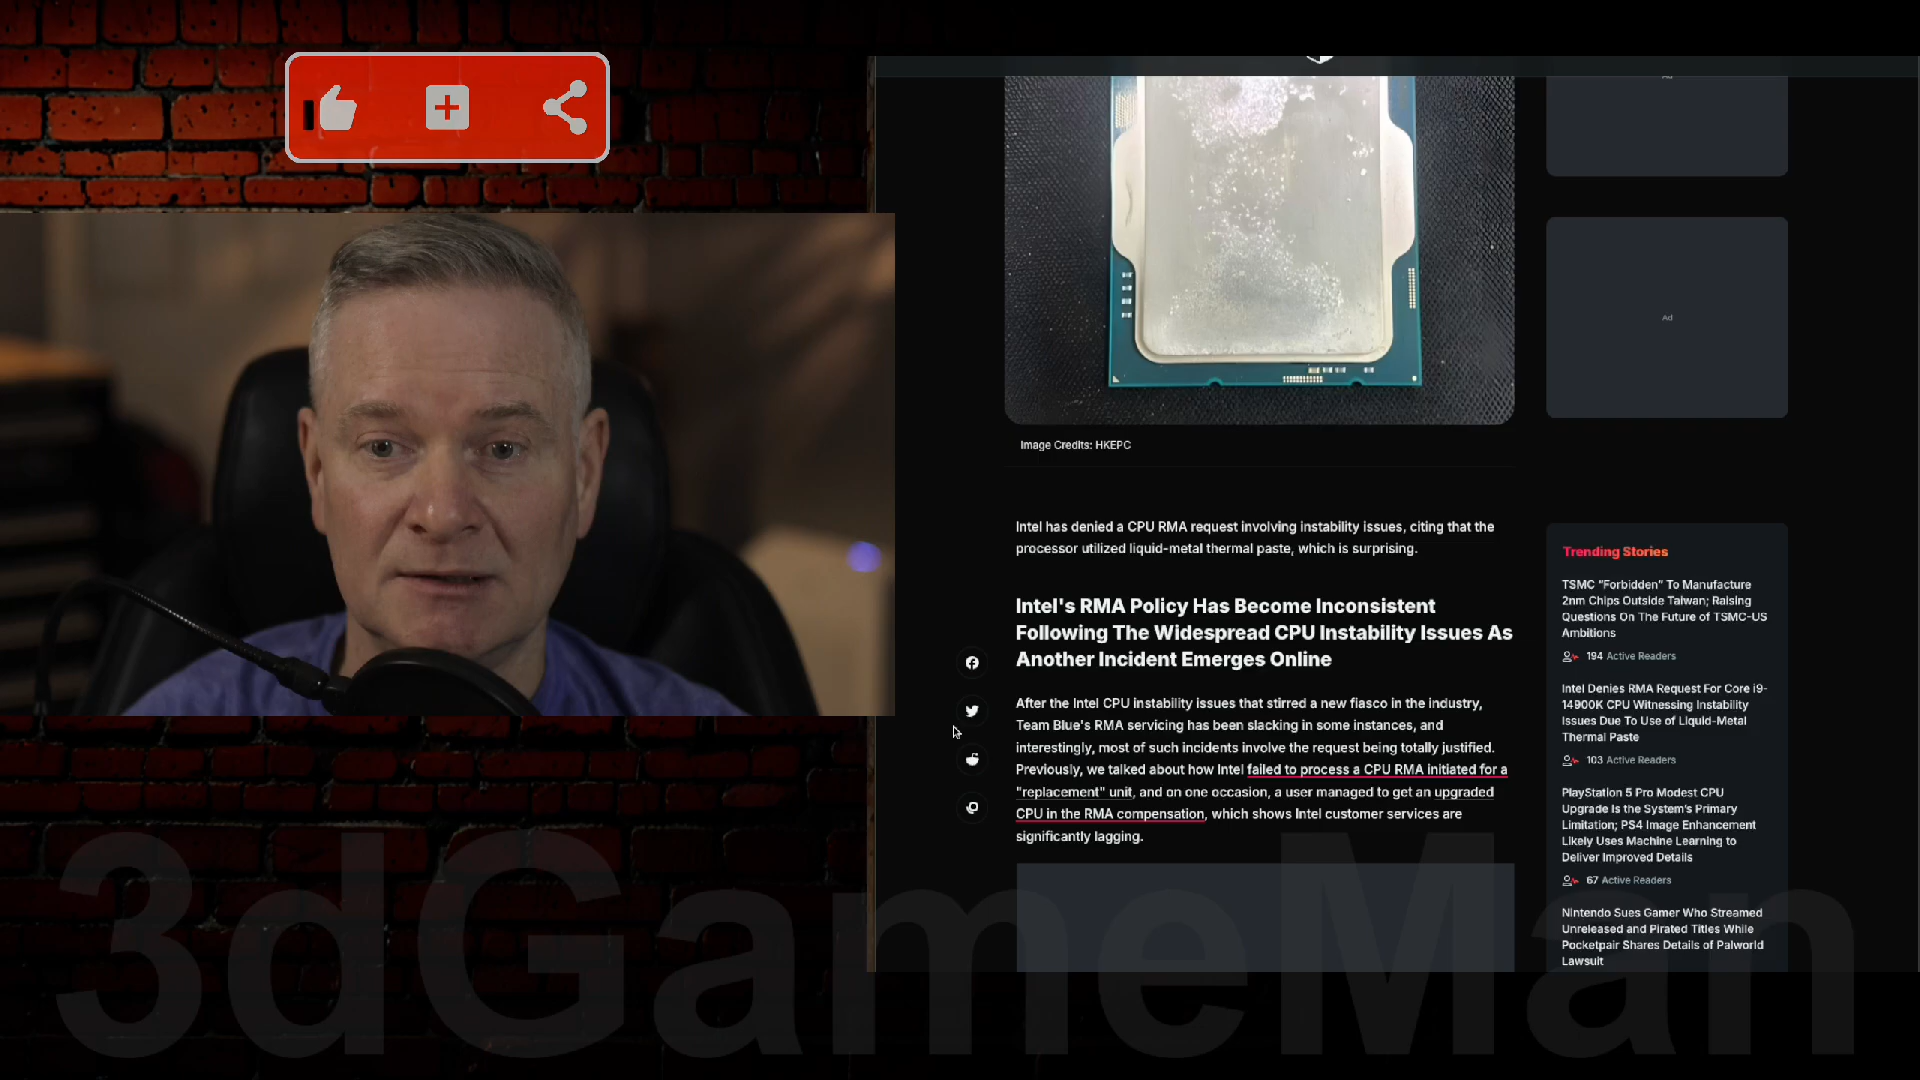 Ad
Ad
Image Credits: HKEPC
Intel has denied a CPU RMA request involving instability issues, citing that the
processor utilized liquid-metal thermal paste, which is surprising.
Intel's RMA Policy Has Become Inconsistent
Following The Widespread CPU Instability Issues As
Another Incident Emerges Online
After the Intel CPU instability issues that stirred a new fiasco in the industry,
Team Blue's RMA servicing has been slacking in some instances, and
interestingly, most of such incidents involve the request being totally justified.
Previously, we talked about how Intel failed to process a CPU RMA initiated for a
"replacement" unit, and on one occasion, a user managed to get an upgraded
CPU in the RMA compensation, which shows Intel customer services are
significantly lagging.
Trending Stories
TSMC "Forbidden" To Manufacture
2nm Chips Outside Taiwan; Raising
Questions On The Future of TSMC-US
Ambitions
194 Active Readers
Intel Denies RMA Request For Core i9-
14900K CPU Witnessing Instability
Issues Due To Use of Liquid-Metal
Thermal Paste
103 Active Readers
PlayStation 5 Pro Modest CPU
Upgrade Is the System's Primary
Limitation; PS4 Image Enhancement
Likely Uses Machine Learning to
Deliver Improved Details
67 Active Readers
Nintendo Sues Gamer Who Streamed
Unreleased and Pirated Titles While
Pocketpair Shares Details of Palworld
Lawsuit
3dGameMan